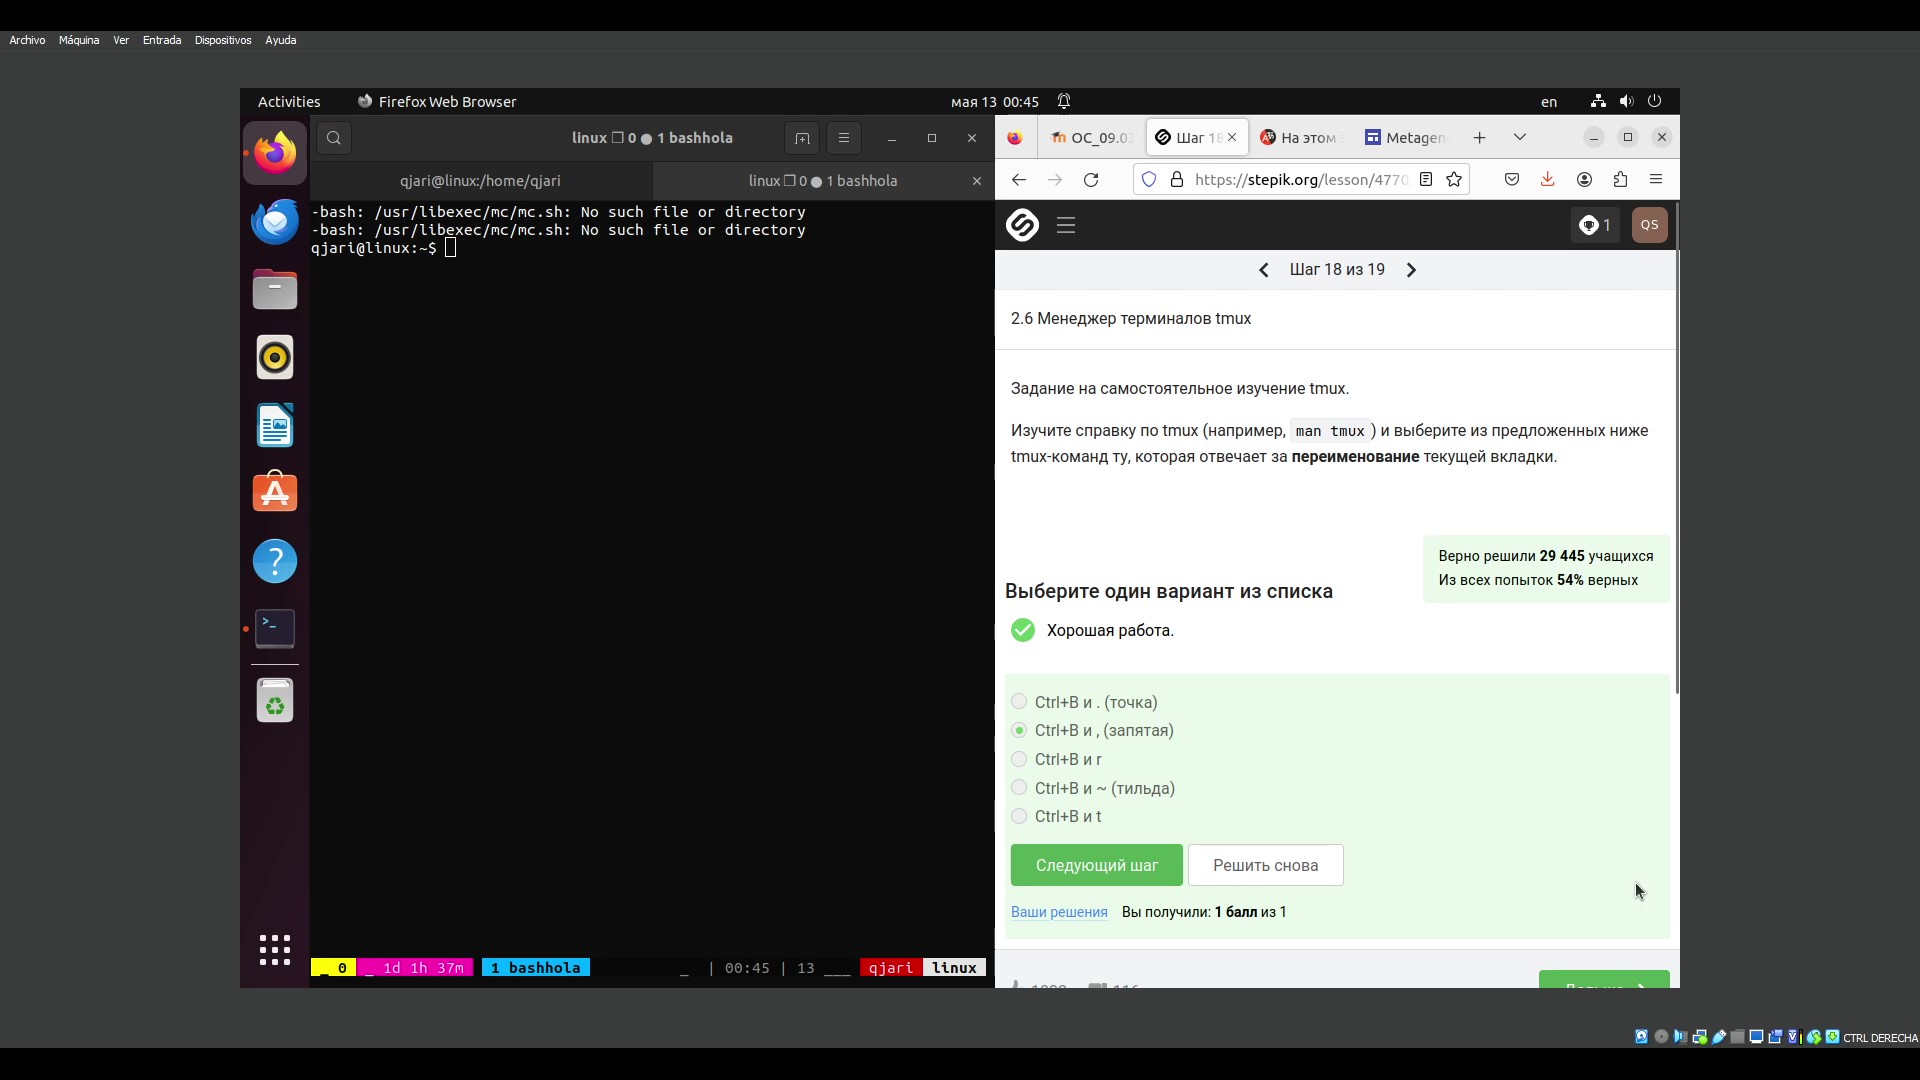 Archivo Máquina Ver Entrada Dispositivos Ayuda
Activities Firefox Web Browser мая 13 00:45 en
linux ❐ 0 ● 1 bashhola
qjari@linux:/home/qjari linux ❐ 0 ● 1 bashhola
-bash: /usr/libexec/mc/mc.sh: No such file or directory
-bash: /usr/libexec/mc/mc.sh: No such file or directory
qjari@linux:~$
_ 0 _ 1d 1h 37m 1 bashhola _ | 00:45 | 13 ___ qjari linux
ОС_09.03 Шаг 18 На этом Metagen
https://stepik.org/lesson/4770
1 QS
Шаг 18 из 19
2.6 Менеджер терминалов tmux
Задание на самостоятельное изучение tmux.
Изучите справку по tmux (например, man tmux ) и выберите из предложенных ниже
tmux-команд ту, которая отвечает за переименование текущей вкладки.
Верно решили 29 445 учащихся
Из всех попыток 54% верных
Выберите один вариант из списка
Хорошая работа.
Ctrl+B и . (точка)
Ctrl+B и , (запятая)
Ctrl+B и r
Ctrl+B и ~ (тильда)
Ctrl+B и t
Следующий шаг Решить снова
Ваши решения Вы получили: 1 балл из 1
CTRL DERECHA